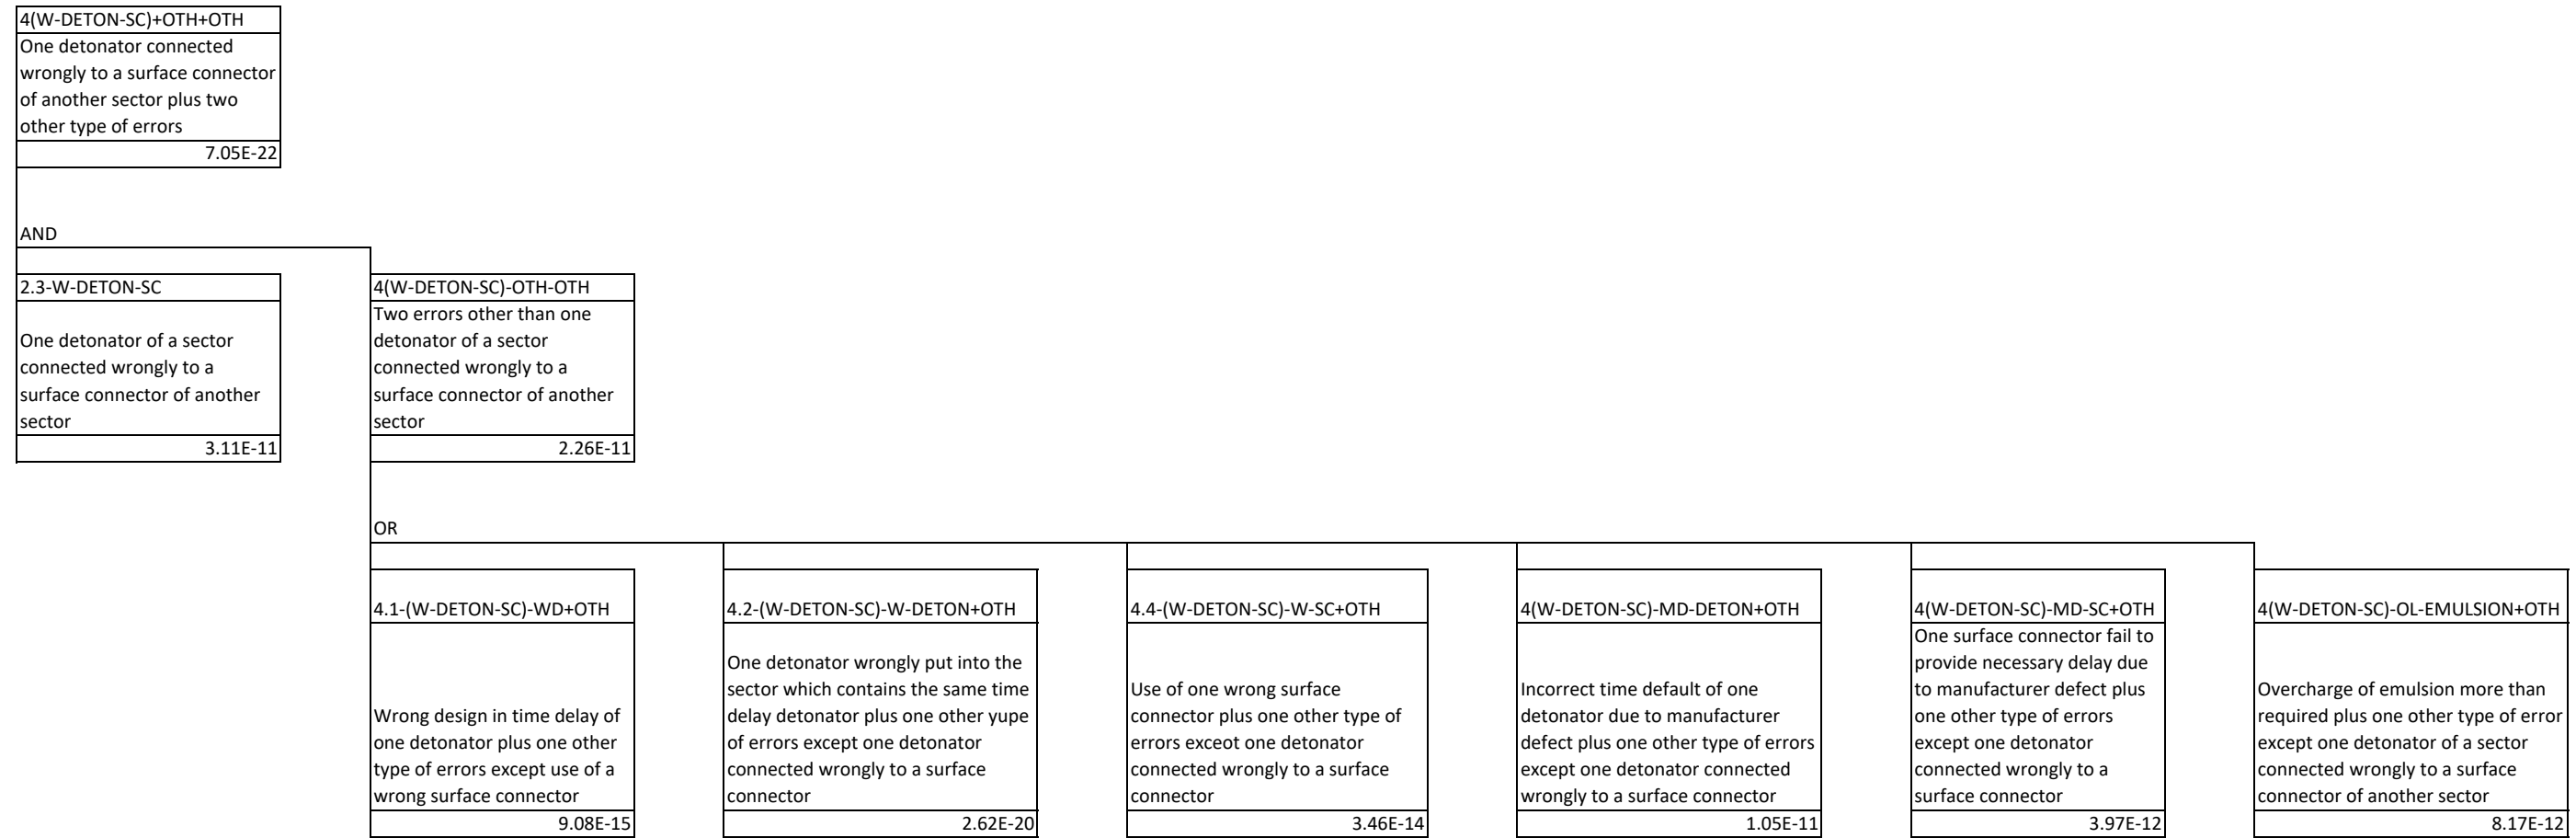 4(W-DETON-SC)+OTH+OTH
One detonator connected
wrongly to a surface connector
of another sector plus two
other type of errors
7.05E-22
AND
2.3-W-DETON-SC
One detonator of a sector
connected wrongly to a
surface connector of another
sector
3.11E-11
4(W-DETON-SC)-OTH-OTH
Two errors other than one
detonator of a sector
connected wrongly to a
surface connector of another
sector
2.26E-11
OR
4.1-(W-DETON-SC)-WD+OTH
Wrong design in time delay of
one detonator plus one other
type of errors except use of a
wrong surface connector
9.08E-15
4.2-(W-DETON-SC)-W-DETON+OTH
One detonator wrongly put into the
sector which contains the same time
delay detonator plus one other yupe
of errors except one detonator
connected wrongly to a surface
connector
2.62E-20
4.4-(W-DETON-SC)-W-SC+OTH
Use of one wrong surface
connector plus one other type of
errors exceot one detonator
connected wrongly to a surface
connector
3.46E-14
4(W-DETON-SC)-MD-DETON+OTH
Incorrect time default of one
detonator due to manufacturer
defect plus one other type of errors
except one detonator connected
wrongly to a surface connector
1.05E-11
4(W-DETON-SC)-MD-SC+OTH
One surface connector fail to
provide necessary delay due
to manufacturer defect plus
one other type of errors
except one detonator
connected wrongly to a
surface connector
3.97E-12
4(W-DETON-SC)-OL-EMULSION+OTH
Overcharge of emulsion more than
required plus one other type of error
except one detonator of a sector
connected wrongly to a surface
connector of another sector
8.17E-12